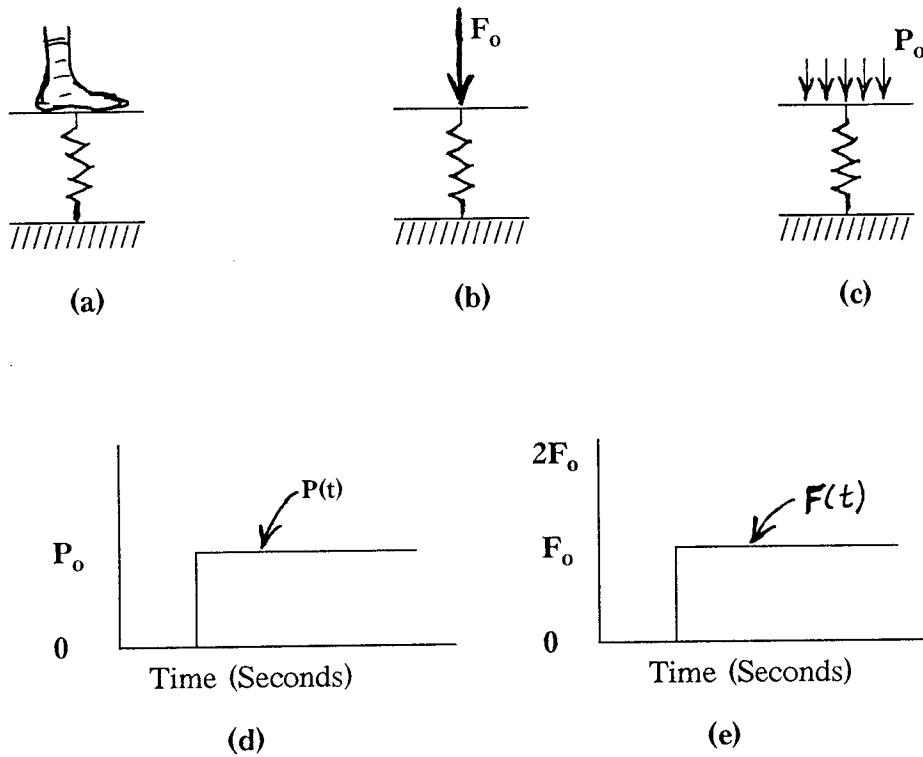 F₀
P₀
(a)
(b)
(c)
P(t)
P₀
0
Time (Seconds)
(d)
2F₀
F(t)
F₀
0
Time (Seconds)
(e)